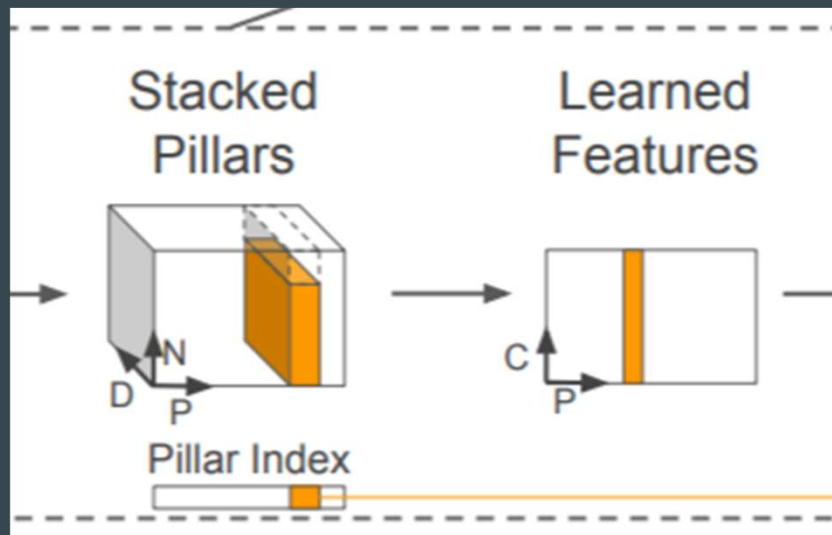 Stacked
Pillars
Learned
Features
N
D
P
C
P
Pillar Index